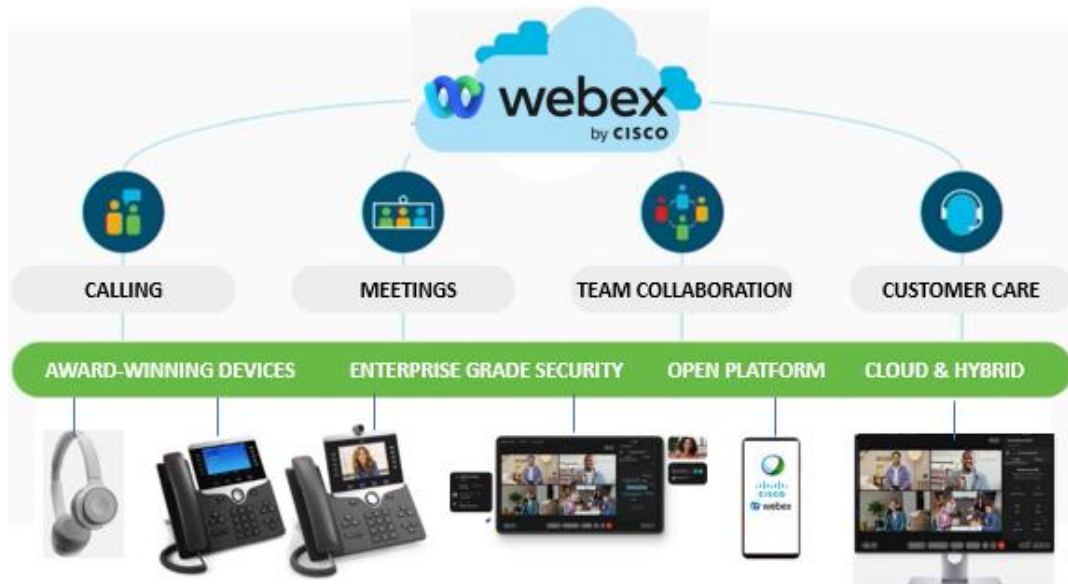 webex
by CISCO
CALLING
MEETINGS
TEAM COLLABORATION
CUSTOMER CARE
AWARD-WINNING DEVICES
ENTERPRISE GRADE SECURITY
OPEN PLATFORM
CLOUD & HYBRID
CISCO
webex